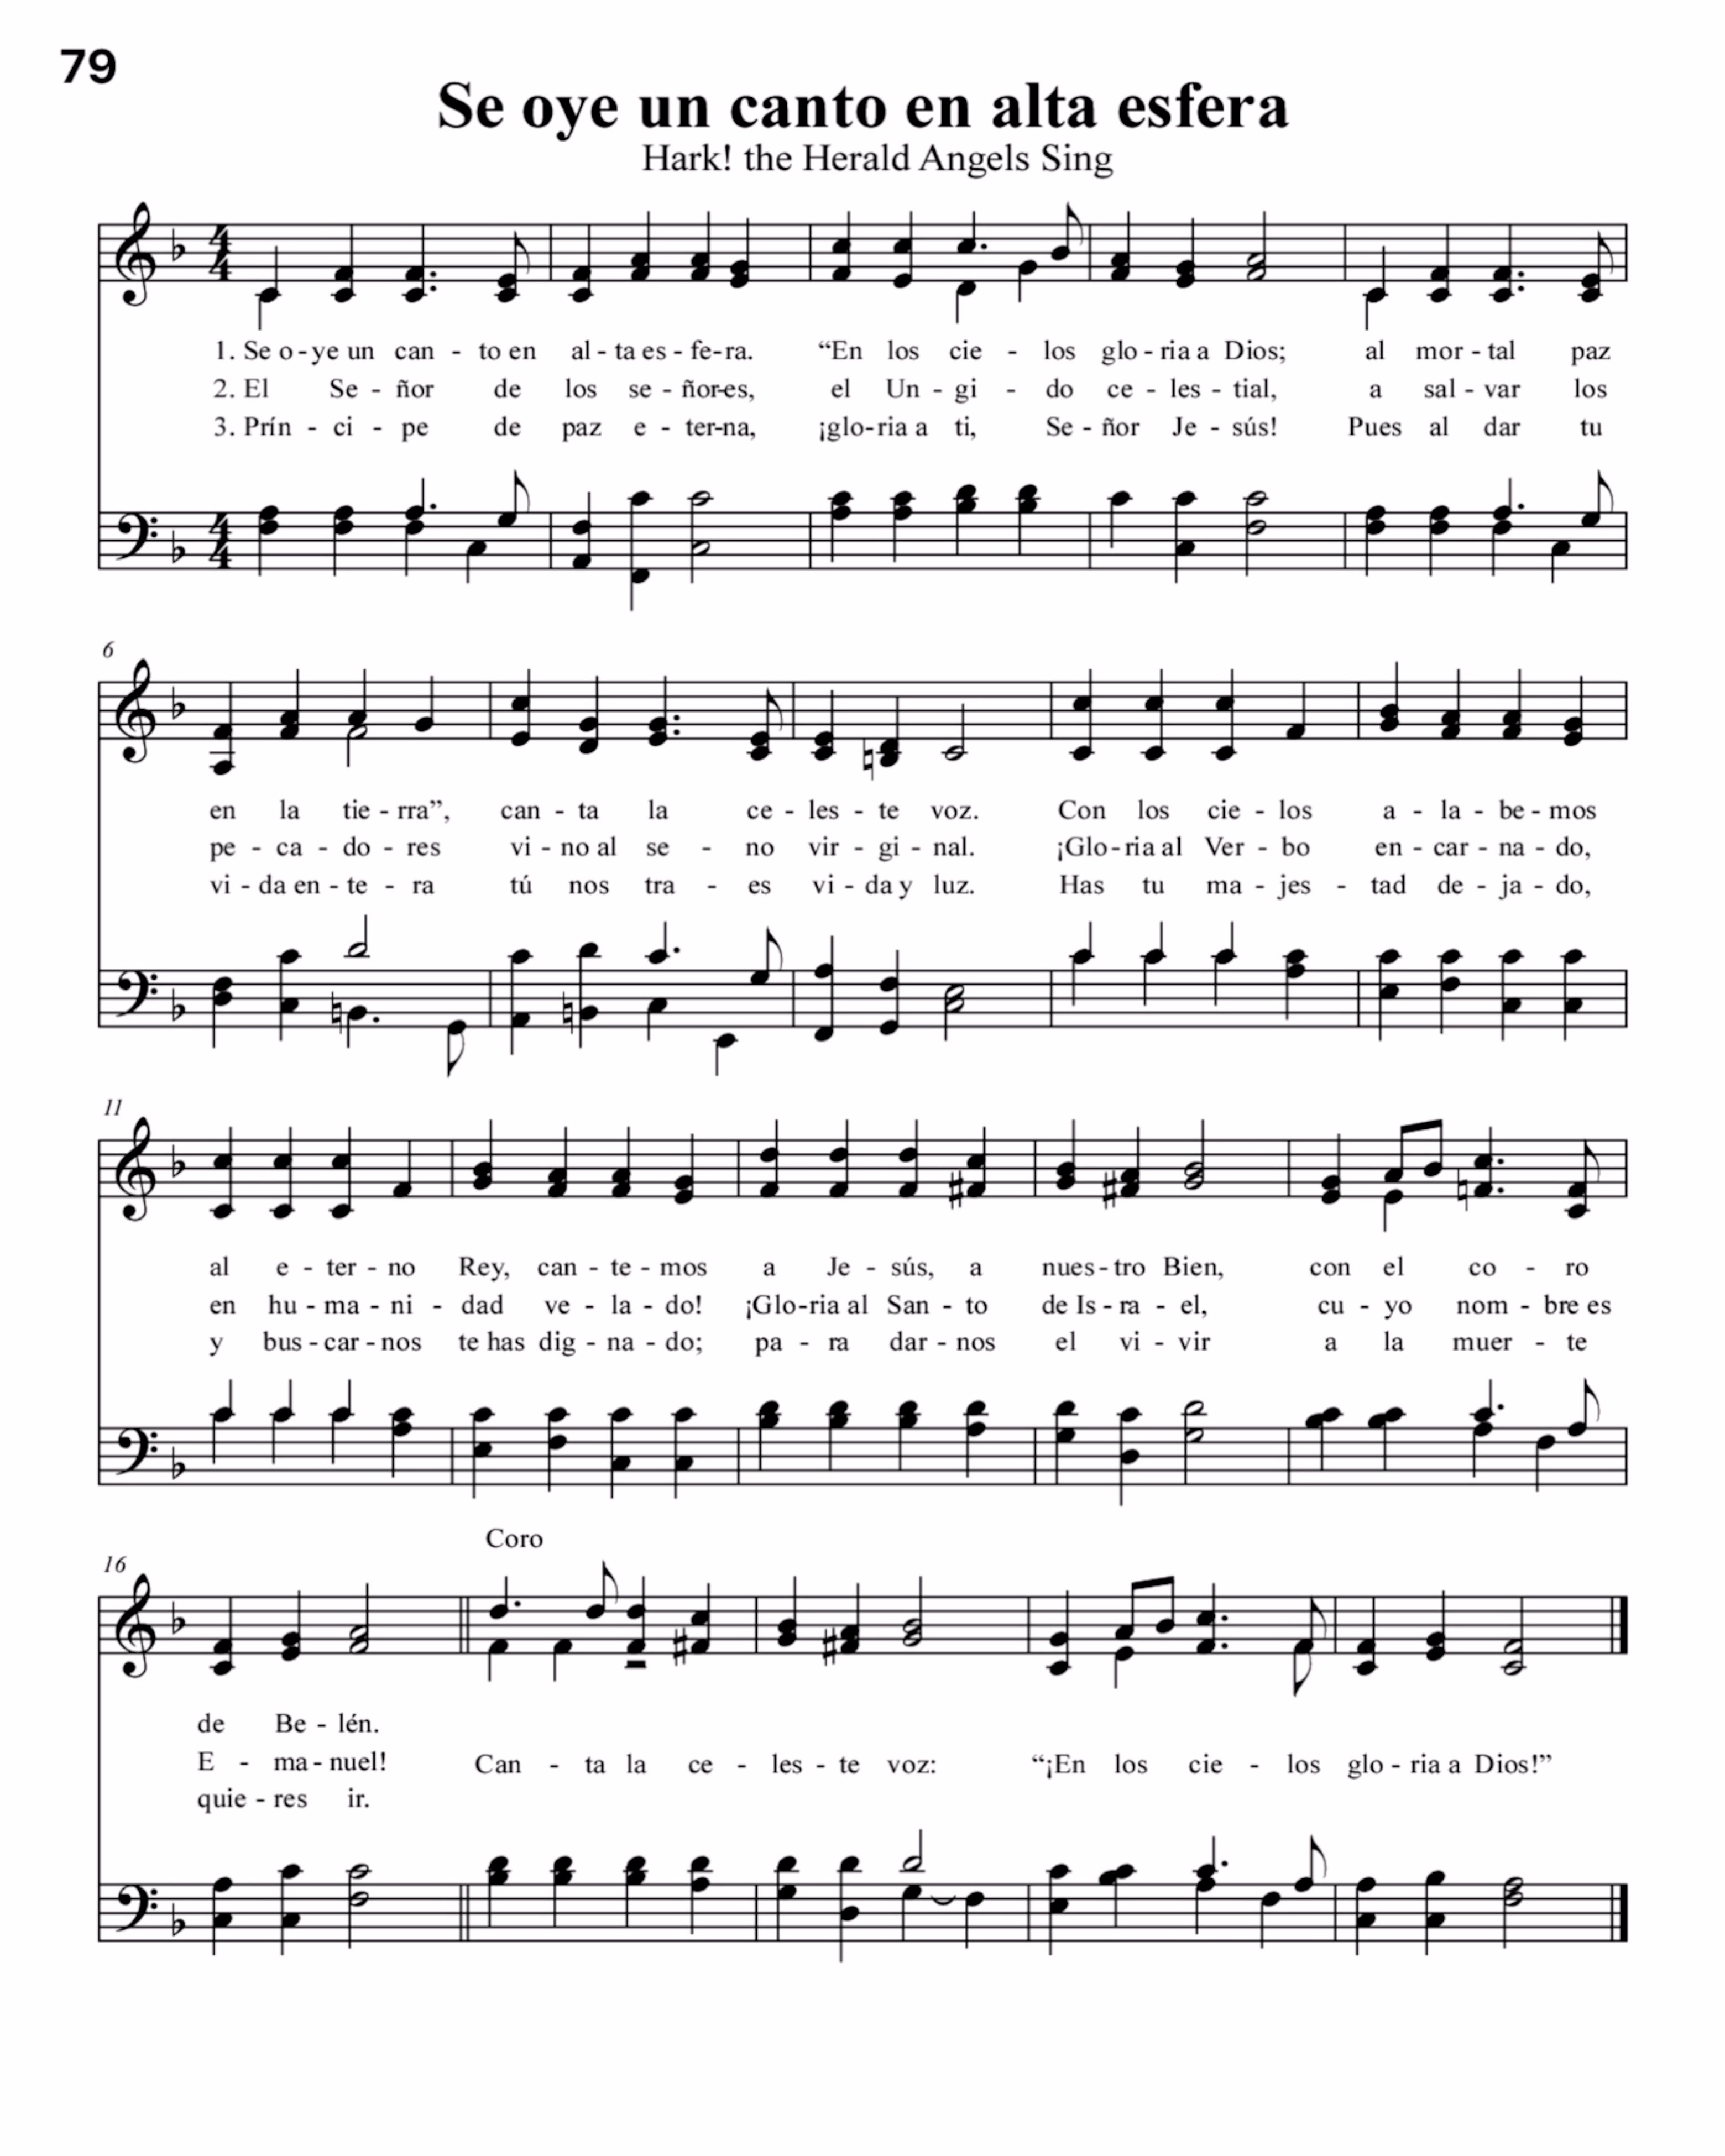 79
Se oye un canto en alta esfera
Hark! the Herald Angels Sing
4 4
1. Se o - ye un can - to en al - ta es - fe - ra. “En los cie - los glo - ria a Dios; al mor - tal paz
2. El Se - ñor de los se - ñor-es, el Un - gi - do ce - les - tial, a sal - var los
3. Prín - ci - pe de paz e - ter-na, ¡glo-ria a ti, Se - ñor Je - sús! Pues al dar tu
4 4
6
en la tie - rra”, can - ta la ce - les - te voz. Con los cie - los a - la - be - mos
pe - ca - do - res vi - no al se - no vir - gi - nal. ¡Glo-ria al Ver - bo en - car - na - do,
vi - da en - te - ra tú nos tra - es vi - da y luz. Has tu ma - jes - tad de - ja - do,
11
al e - ter - no Rey, can - te - mos a Je - sús, a nues - tro Bien, con el co - ro
en hu - ma - ni - dad ve - la - do! ¡Glo-ria al San - to de Is - ra - el, cu - yo nom - bre es
y bus - car - nos te has dig - na - do; pa - ra dar - nos el vi - vir a la muer - te
Coro
16
de Be - lén.
E - ma - nuel! Can - ta la ce - les - te voz: “¡En los cie - los glo - ria a Dios!”
quie - res ir.